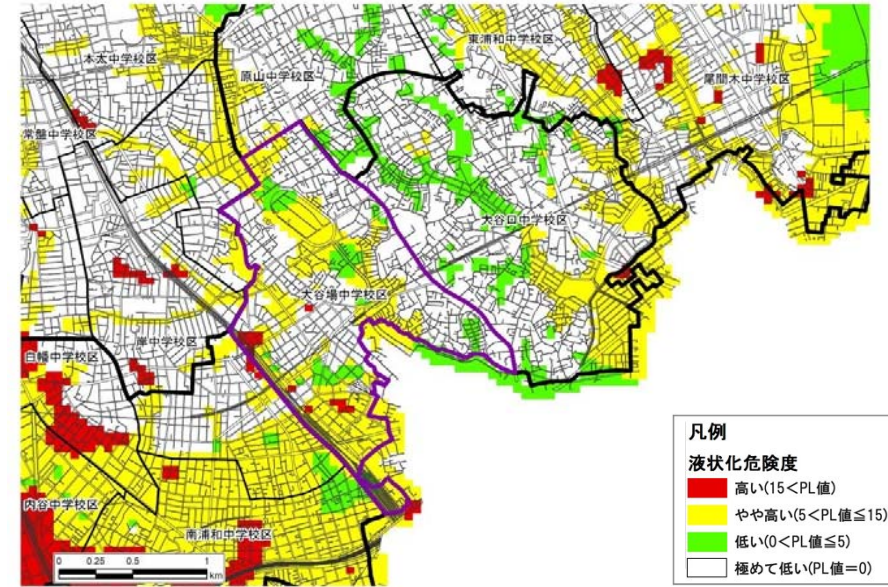 東浦和中学校区
木太中学校区
原山中学校区
尾間木中学校区
常盤中学校区
大谷口中学校区
大谷場中学校区
岸中学校区
白幡中学校区
内谷中学校区
南浦和中学校区
0 0.25 0.5 1
km
凡例
液状化危険度
高い(15<PL値)
やや高い(5<PL値≦15)
低い(0<PL値≦5)
極めて低い(PL値=0)